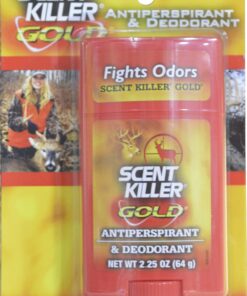 SCENT
KILLER
GOLD
ANTIPERSPIRANT
& DEODORANT
Fights Odors
SCENT KILLER GOLD®
SCENT
KILLER®
GOLD®
ANTIPERSPIRANT
& DEODORANT
NET WT 2.25 OZ (64 g)